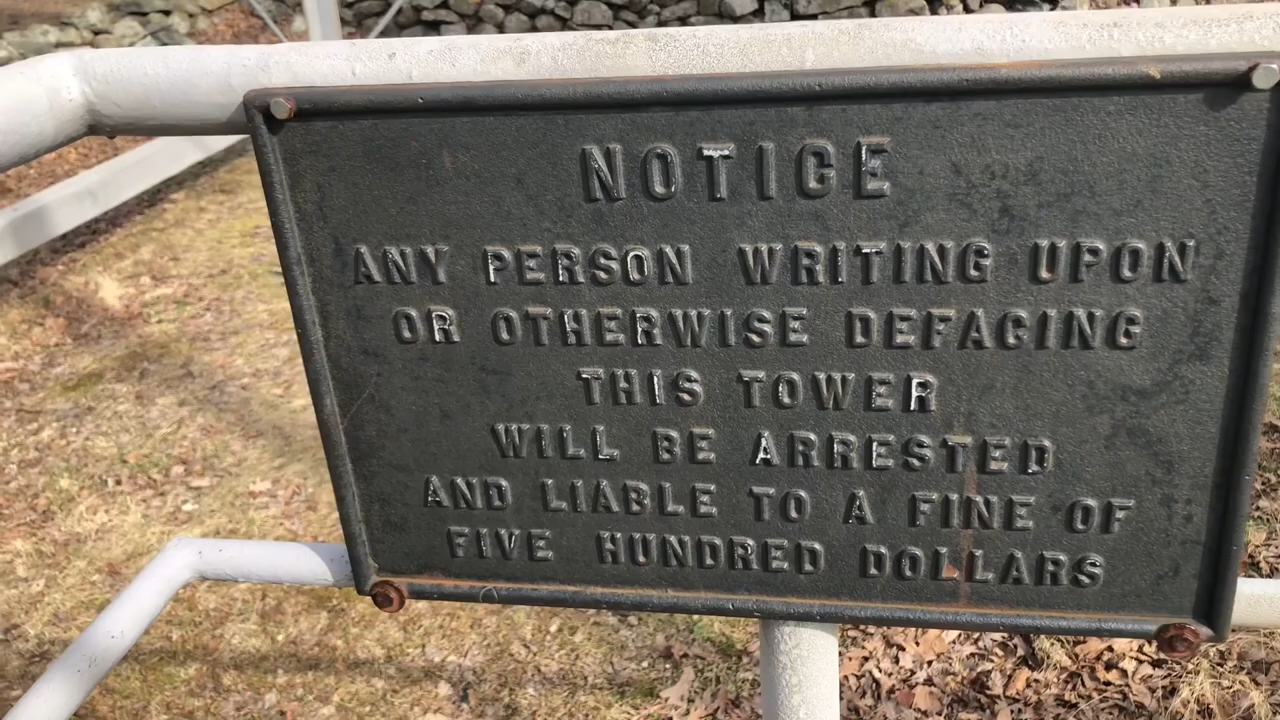 NOTICE
ANY PERSON WRITING UPON
OR OTHERWISE DEFACING
THIS TOWER
WILL BE ARRESTED
AND LIABLE TO A FINE OF
FIVE HUNDRED DOLLARS